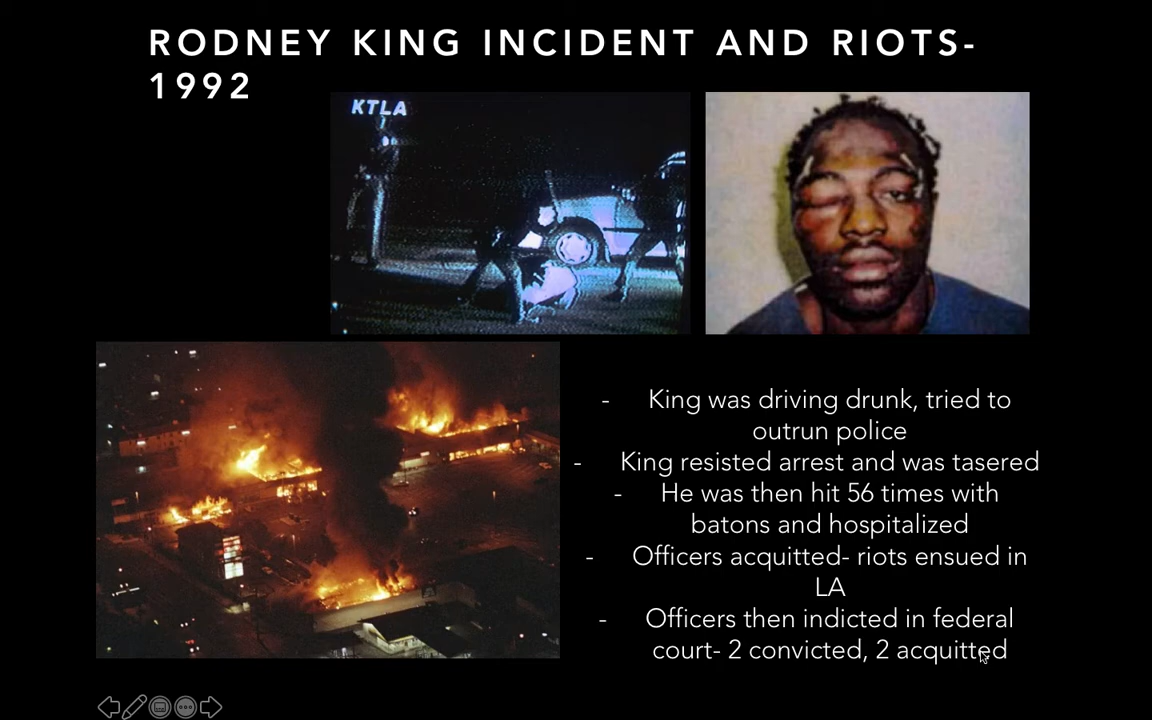 RODNEY KING INCIDENT AND RIOTS-
1992
KTLA
- King was driving drunk, tried to
outrun police
- King resisted arrest and was tasered
- He was then hit 56 times with
batons and hospitalized
- Officers acquitted- riots ensued in
LA
- Officers then indicted in federal
court- 2 convicted, 2 acquitted